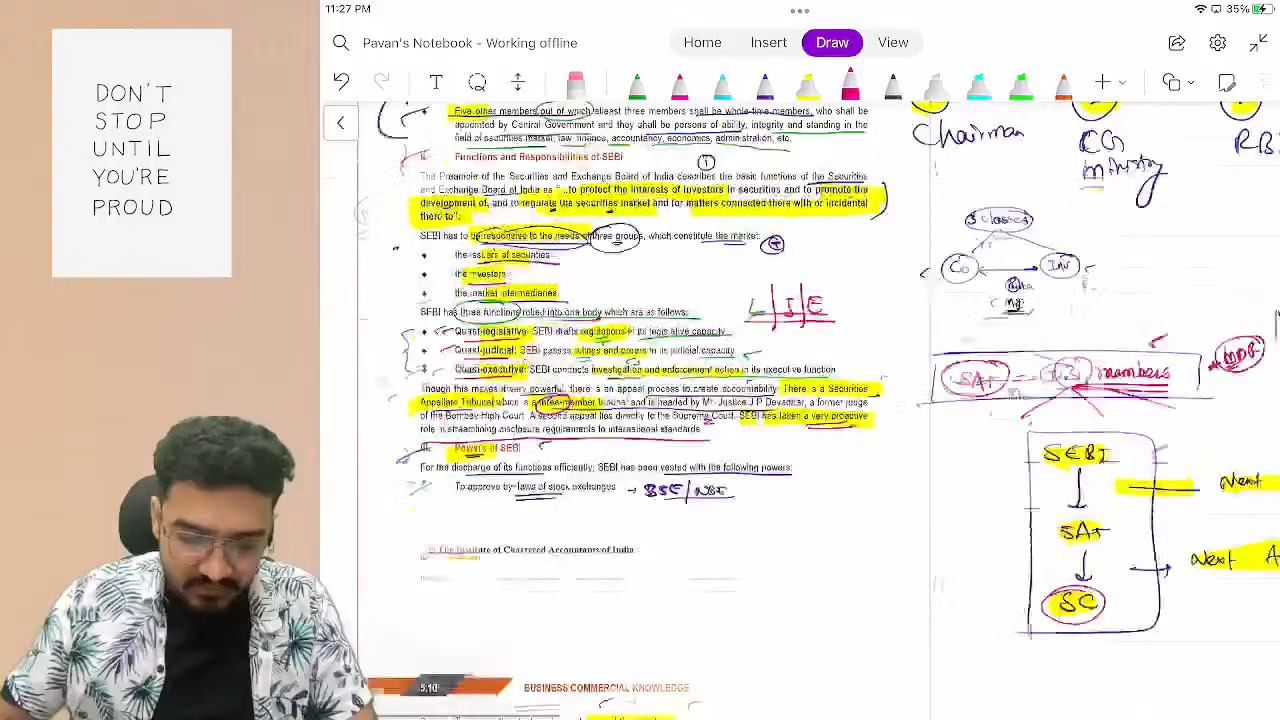 DON'T
STOP
UNTIL
YOU'RE
PROUD
11:27 PM
35%
Pavan's Notebook - Working offline
Home
Insert
Draw
View
Five other members out of which atleast three members shall be whole-time members, who shall be
appointed by Central Government and they shall be persons of ability, integrity and standing in the
field of securities market, law, finance, accountancy, economics, administration, etc.
Functions and Responsibilities of SEBI
The Preamble of the Securities and Exchange Board of India describes the basic functions of the Securities
and Exchange Board of India as "...to protect the interests of investors in securities and to promote the
development of, and to regulate the securities market and for matters connected there with or incidental
there to".
SEBI has to be responsive to the needs of three groups, which constitute the market:
the issuers of securities
the investors
the market intermediaries
SEBI has three functions rolled into one body which are as follows:
Quasi-legislative: SEBI drafts regulations in its legislative capacity
Quasi-judicial: SEBI passes rulings and orders in its judicial capacity
Quasi-executive: SEBI conducts investigation and enforcement action in its executive function
Though this makes it very powerful, there is an appeal process to create accountability. There is a Securities
Appellate Tribunal which is a three-member tribunal and is headed by Mr. Justice J P Devadhar, a former judge
of the Bombay High Court. A second appeal lies directly to the Supreme Court. SEBI has taken a very proactive
role in streamlining disclosure requirements to international standards
Powers of SEBI
For the discharge of its functions efficiently, SEBI has been vested with the following powers:
To approve by-laws of stock exchanges → BSE/NSE
The Institute of Chartered Accountants of India
5.10
BUSINESS COMMERCIAL KNOWLEDGE
L | J | E
Chairman
CG
ministry
3 classes
Co
Inv
SAT = 3 members
SEBI
SAT
SC
Next
Next A